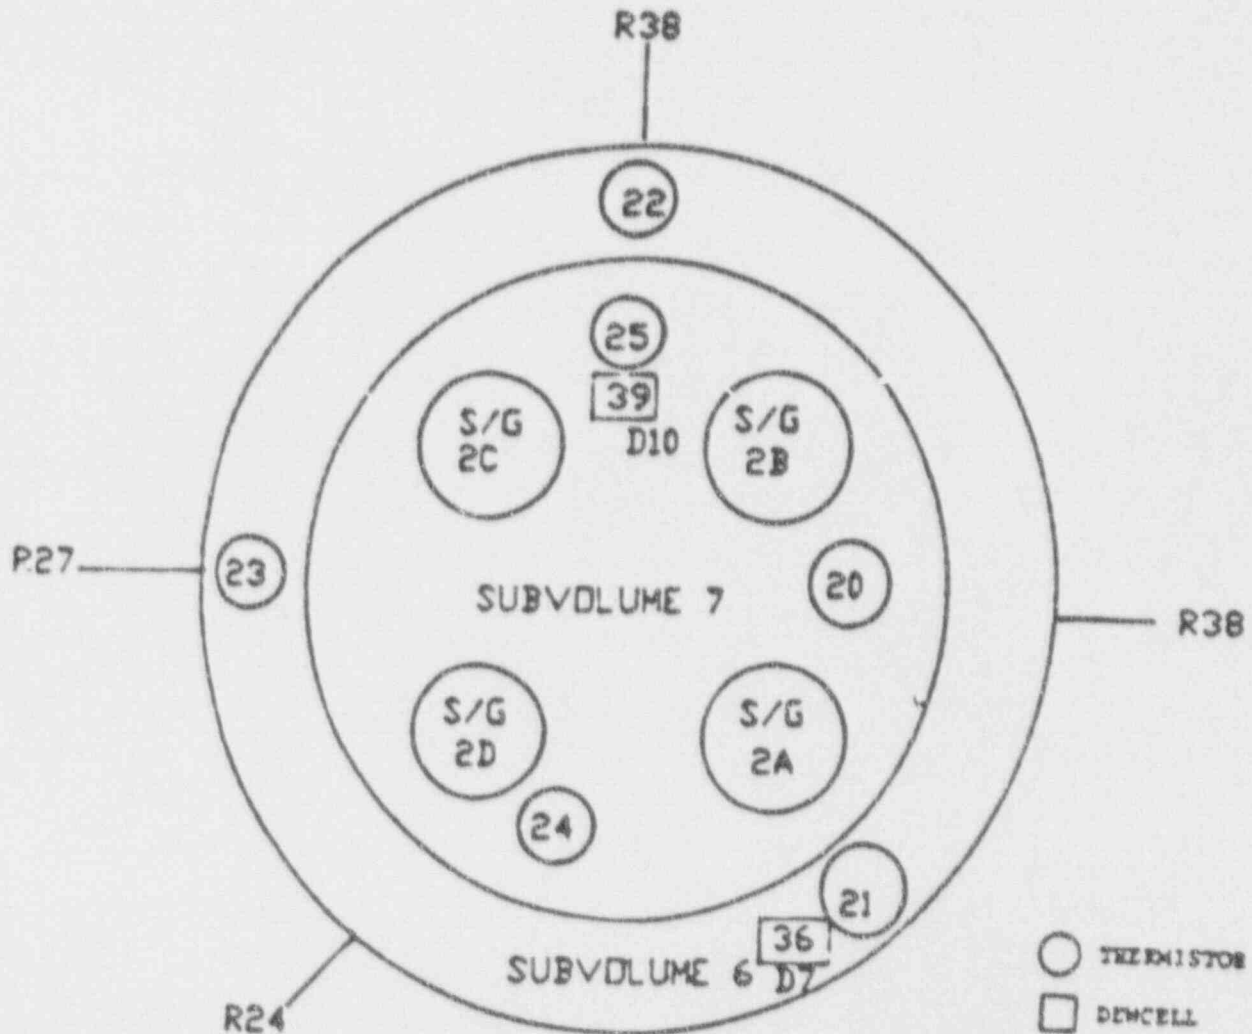 R38
22
25
39
D10
S/G
2C
S/G
2B
R27
23
SUBVOLUME 7
20
R38
S/G
2D
S/G
2A
24
21
36
D7
SUBVOLUME 6
R24
THERMISTOR
DEWCELL